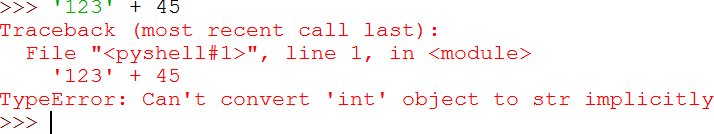 >>> '123' + 45
Traceback (most recent call last):
  File "<pyshell#1>", line 1, in <module>
    '123' + 45
TypeError: Can't convert 'int' object to str implicitly
>>>